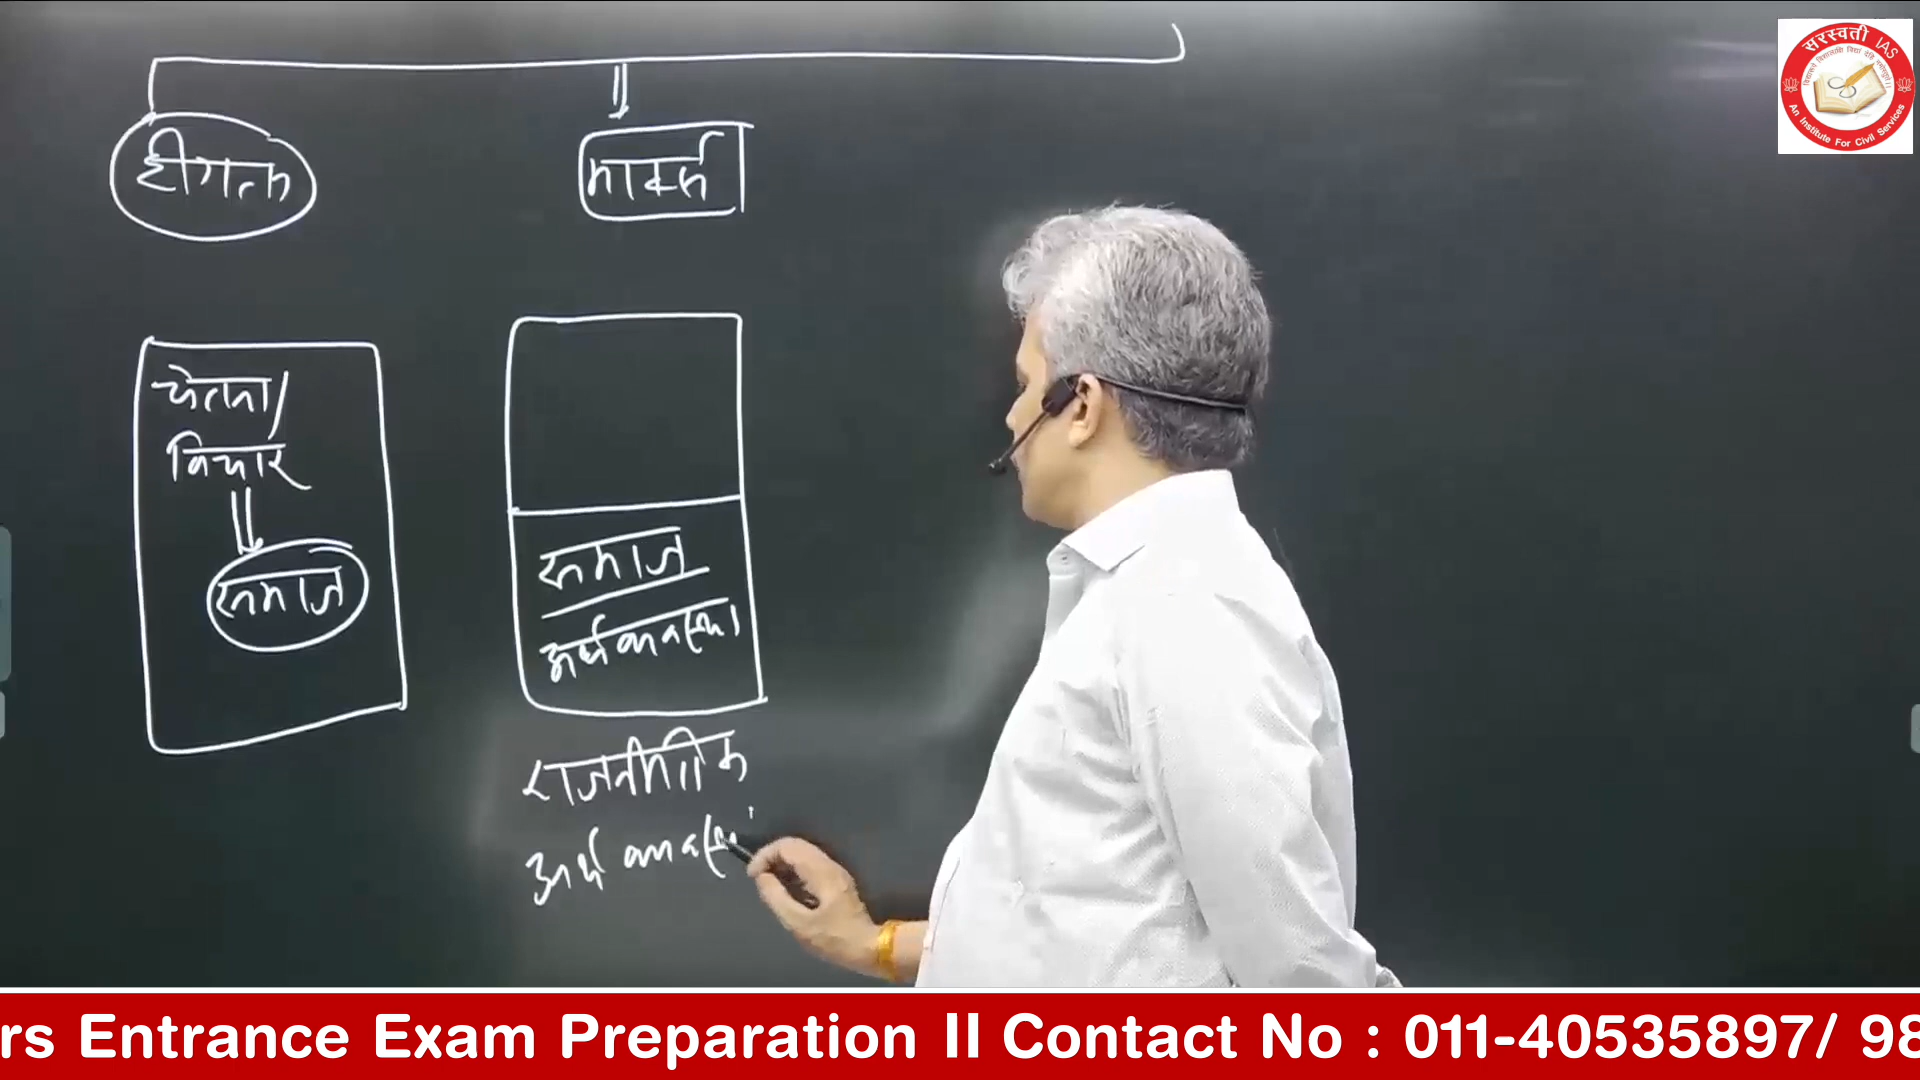 सरस्वती IAS
An Institute For Civil Services
हीगल
मार्क्स
चेतना/
विचार
समाज
समाज
अर्थव्यवस्था
राजनीतिक
अर्थव्यवस्था
rs Entrance Exam Preparation II Contact No : 011-40535897/ 98